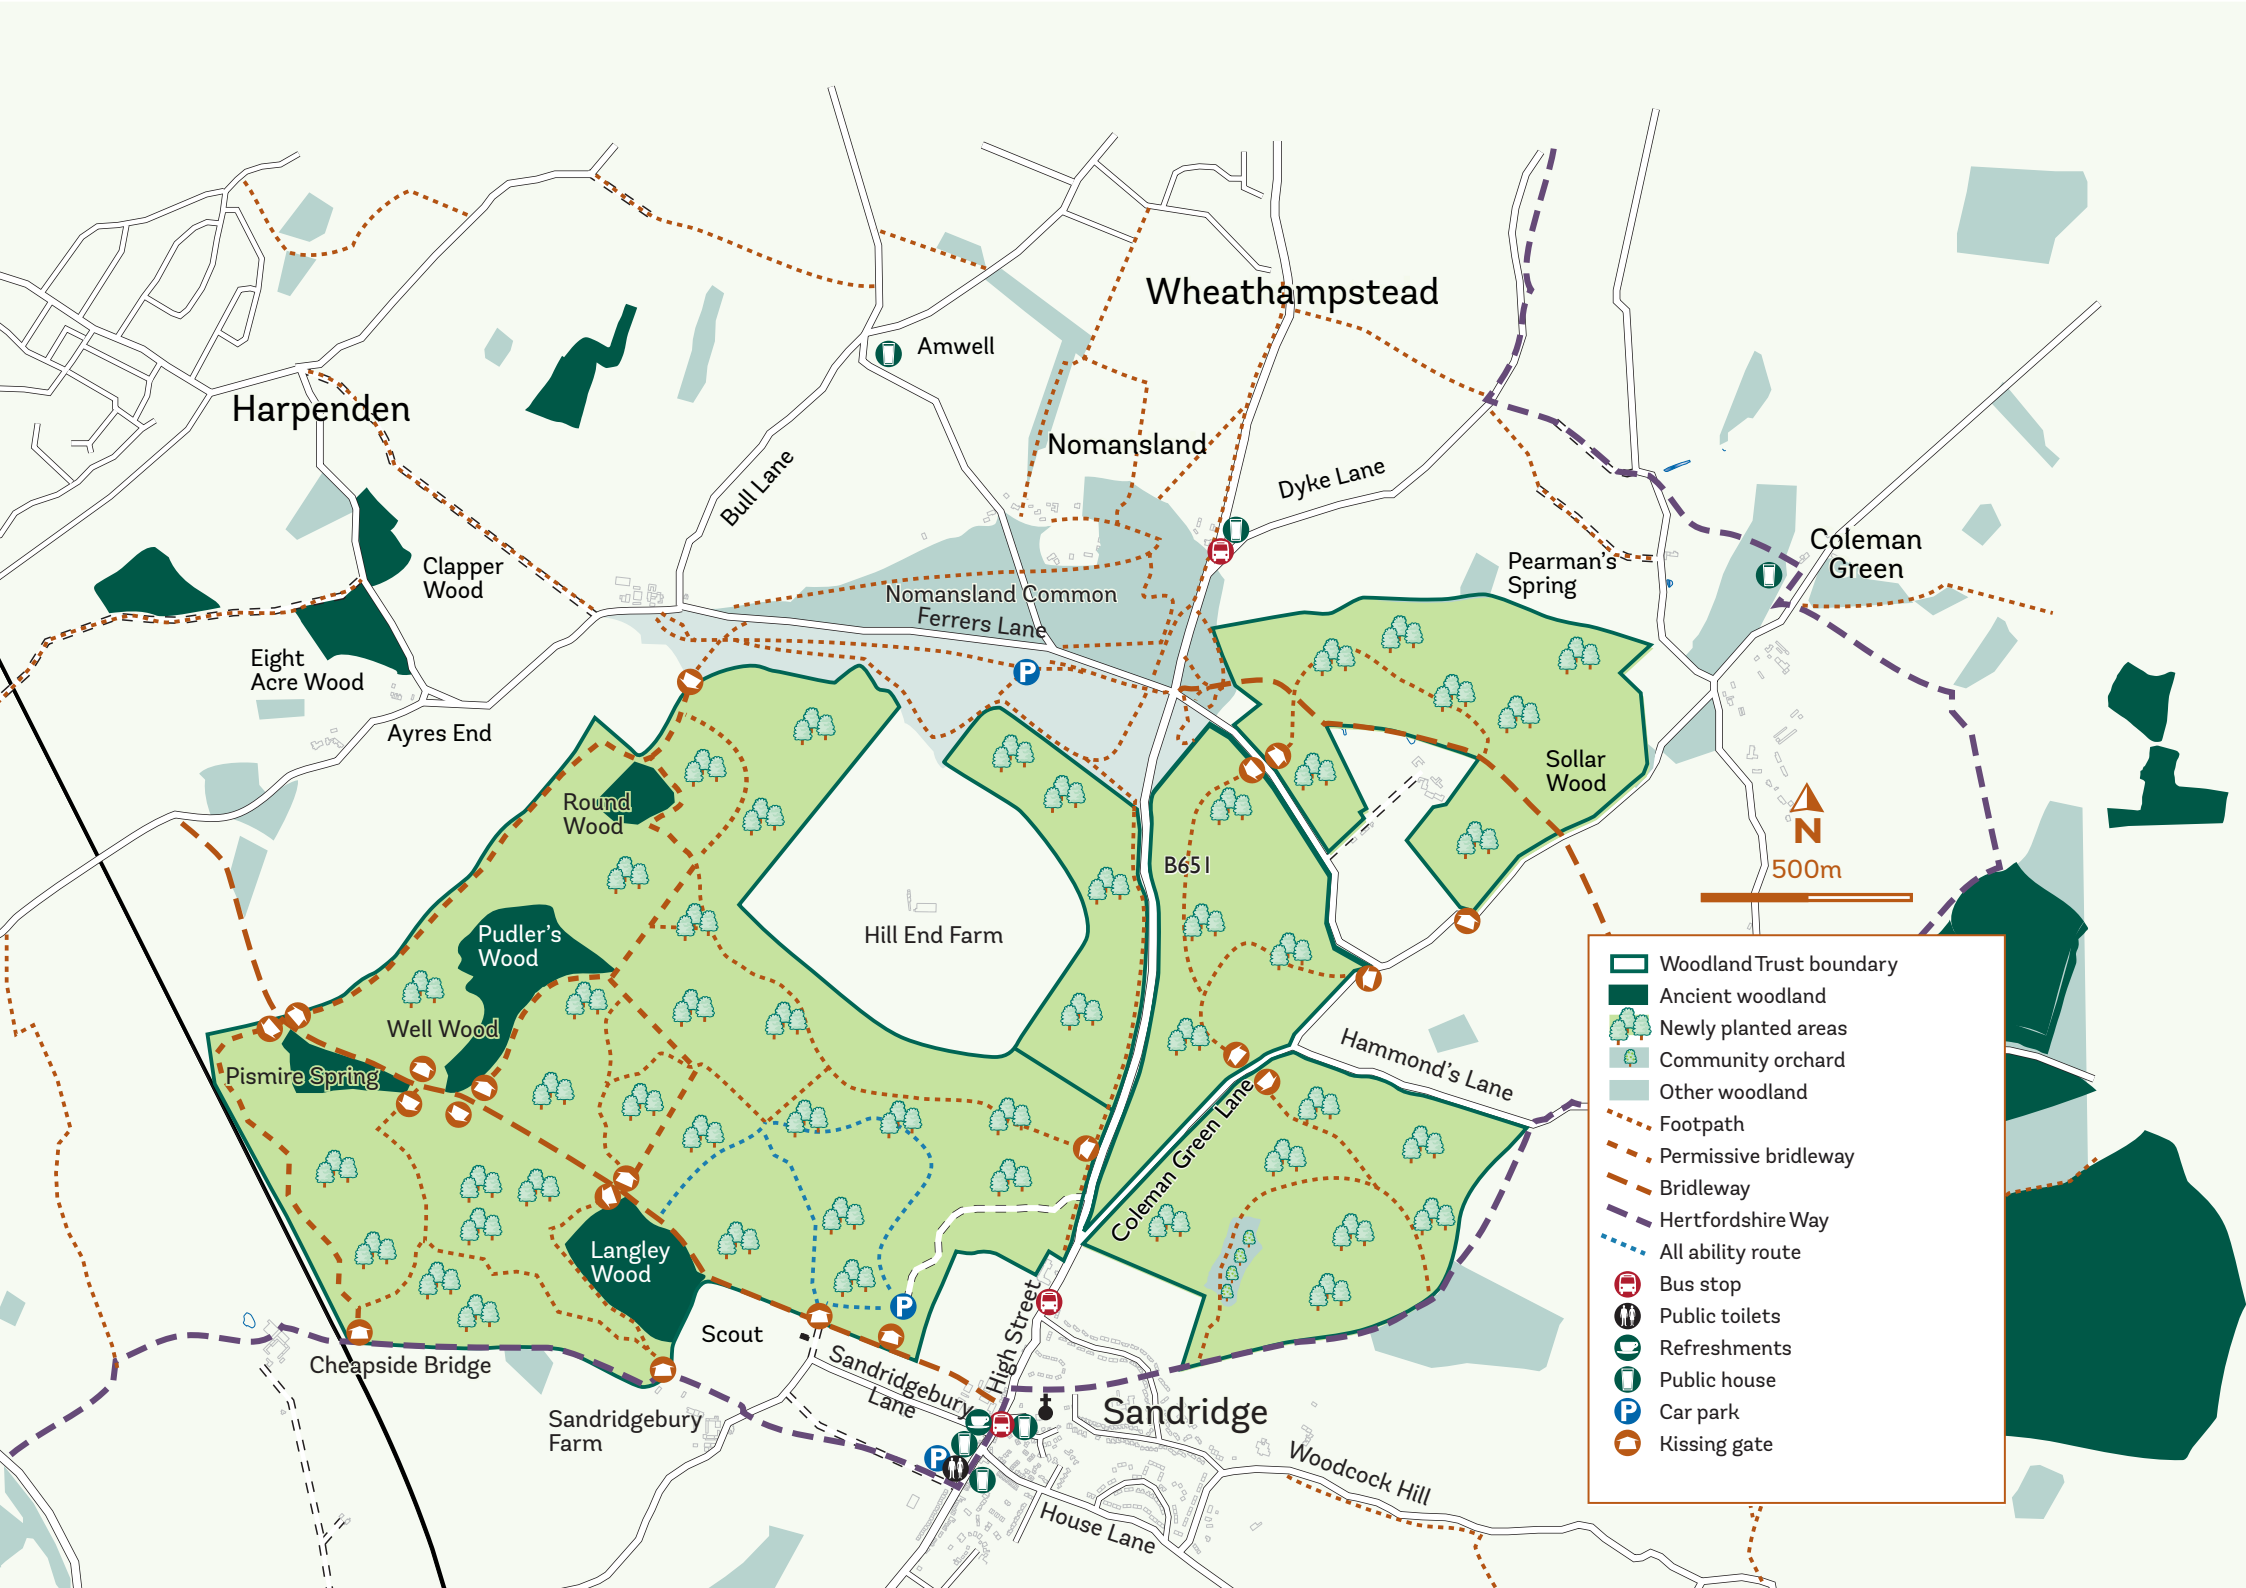 Wheathampstead
Amwell
Harpenden
Nomansland
Bull Lane
Dyke Lane
Coleman
Green
Pearman's
Spring
Clapper
Wood
Nomansland Common
Ferrers Lane
Eight
Acre Wood
Ayres End
Sollar
Wood
Round
Wood
N
500m
B651
Pudler's
Wood
Hill End Farm
Well Wood
Pismire Spring
Hammond's Lane
Coleman Green Lane
Langley
Wood
Scout
High Street
Cheapside Bridge
Sandridgebury
Lane
Sandridgebury
Farm
Sandridge
Woodcock Hill
House Lane
P
P
P
Woodland Trust boundary
Ancient woodland
Newly planted areas
Community orchard
Other woodland
Footpath
Permissive bridleway
Bridleway
Hertfordshire Way
All ability route
Bus stop
Public toilets
Refreshments
Public house
P Car park
Kissing gate